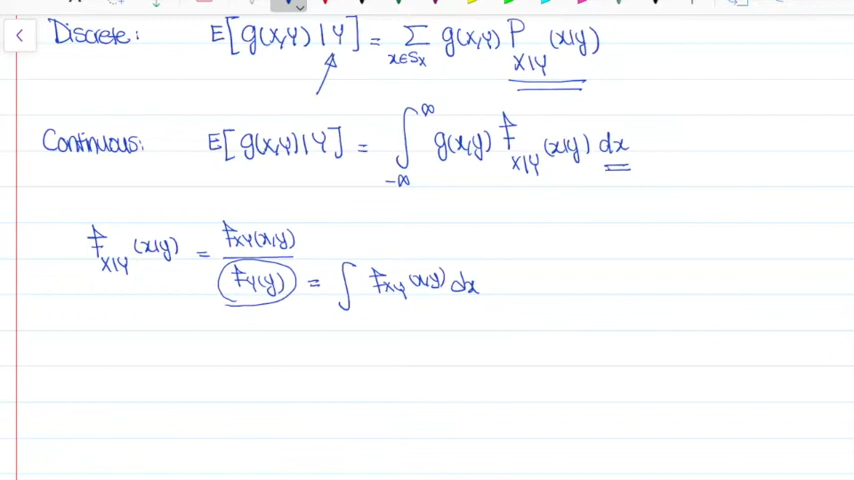 Discrete: E[g(X,Y) | Y] = Σ_{x∈S_X} g(x,y) P_{X|Y}(x|y)
Continuous: E[g(X,Y) | Y] = ∫_{-∞}^{∞} g(x,y) f_{X|Y}(x|y) dx
f_{X|Y}(x|y) = f_{XY}(x,y) / f_Y(y) = ∫ f_{XY}(x,y) dx